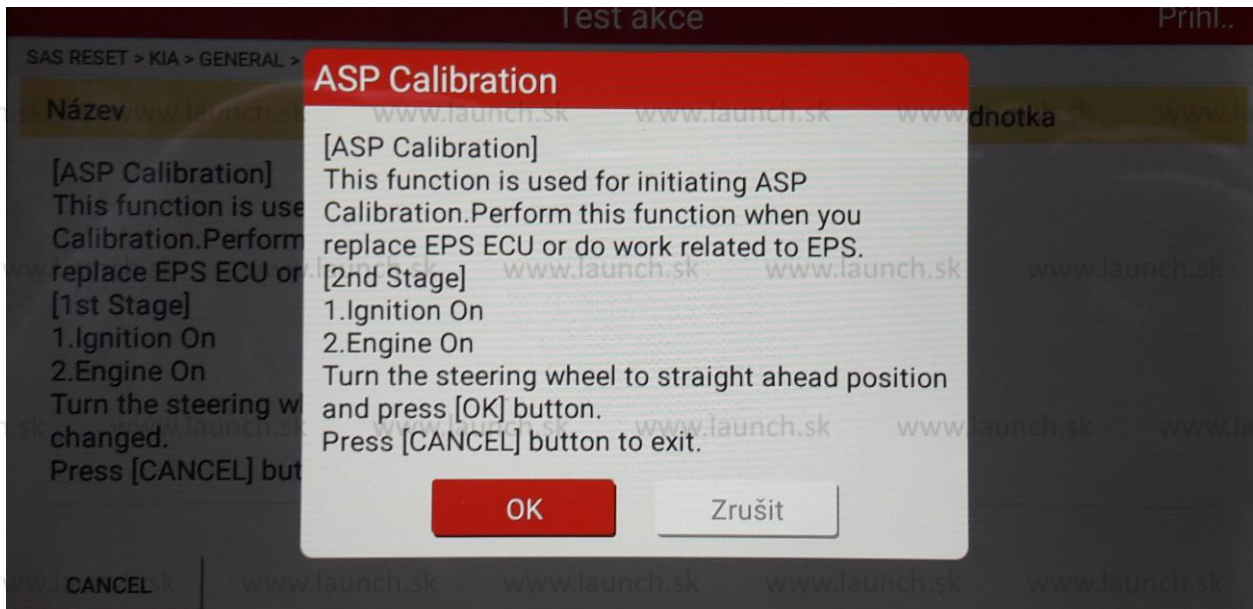 Test akce
Přihl..
SAS RESET > KIA > GENERAL >
ASP Calibration
Název
dnotka
[ASP Calibration]
This function is use
Calibration.Perform
replace EPS ECU or
[1st Stage]
1.Ignition On
2.Engine On
Turn the steering w
changed.
Press [CANCEL] but
[ASP Calibration]
This function is used for initiating ASP
Calibration.Perform this function when you
replace EPS ECU or do work related to EPS.
[2nd Stage]
1.Ignition On
2.Engine On
Turn the steering wheel to straight ahead position
and press [OK] button.
Press [CANCEL] button to exit.
OK
Zrušit
CANCEL
www.launch.sk